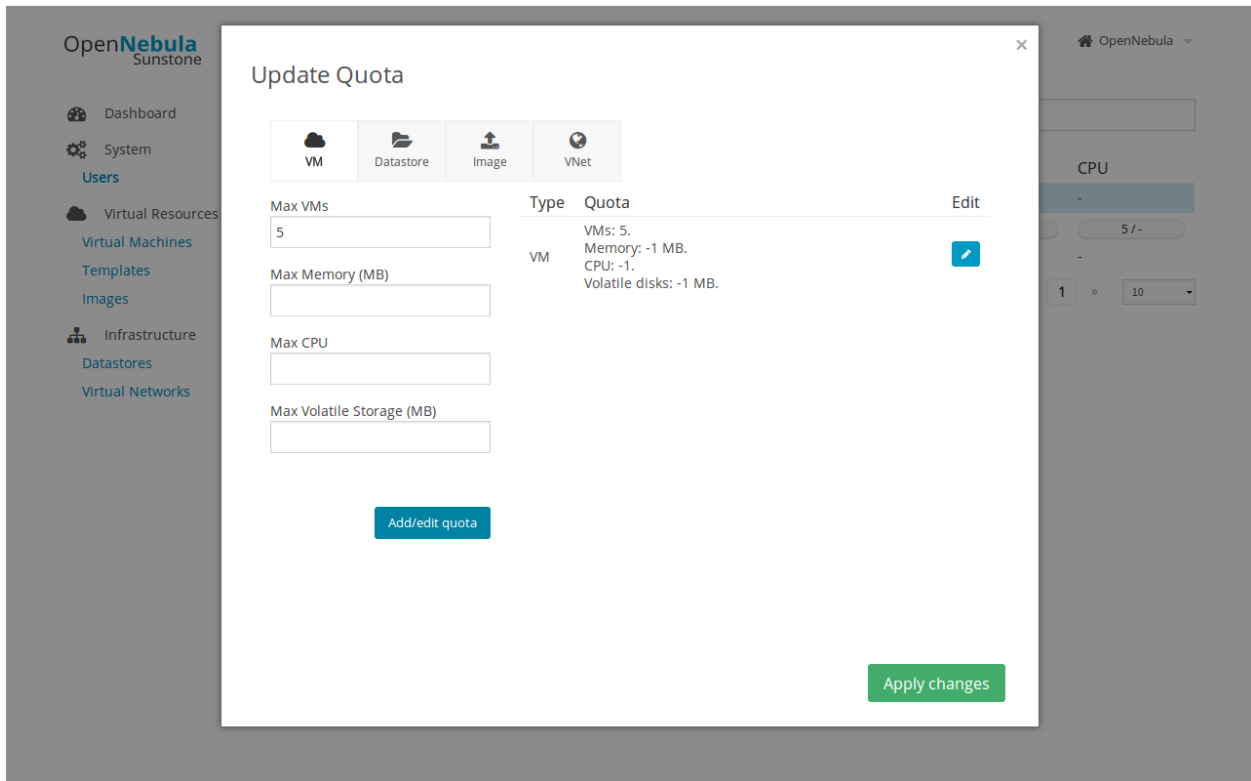 OpenNebula
Sunstone
OpenNebula
Dashboard
System
Users
Virtual Resources
Virtual Machines
Templates
Images
Infrastructure
Datastores
Virtual Networks
×
Update Quota
VM
Datastore
Image
VNet
Max VMs
5
Max Memory (MB)
Max CPU
Max Volatile Storage (MB)
Add/edit quota
Type Quota Edit
VM
VMs: 5.
Memory: -1 MB.
CPU: -1.
Volatile disks: -1 MB.
Apply changes
CPU
-
5 / -
-
1 » 10